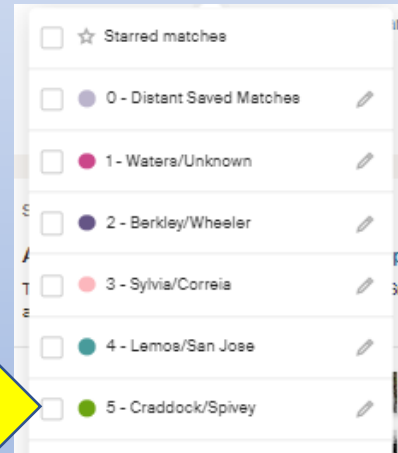 Starred matches
0 - Distant Saved Matches
1 - Waters/Unknown
2 - Berkley/Wheeler
3 - Sylvia/Correia
4 - Lemos/San Jose
5 - Craddock/Spivey